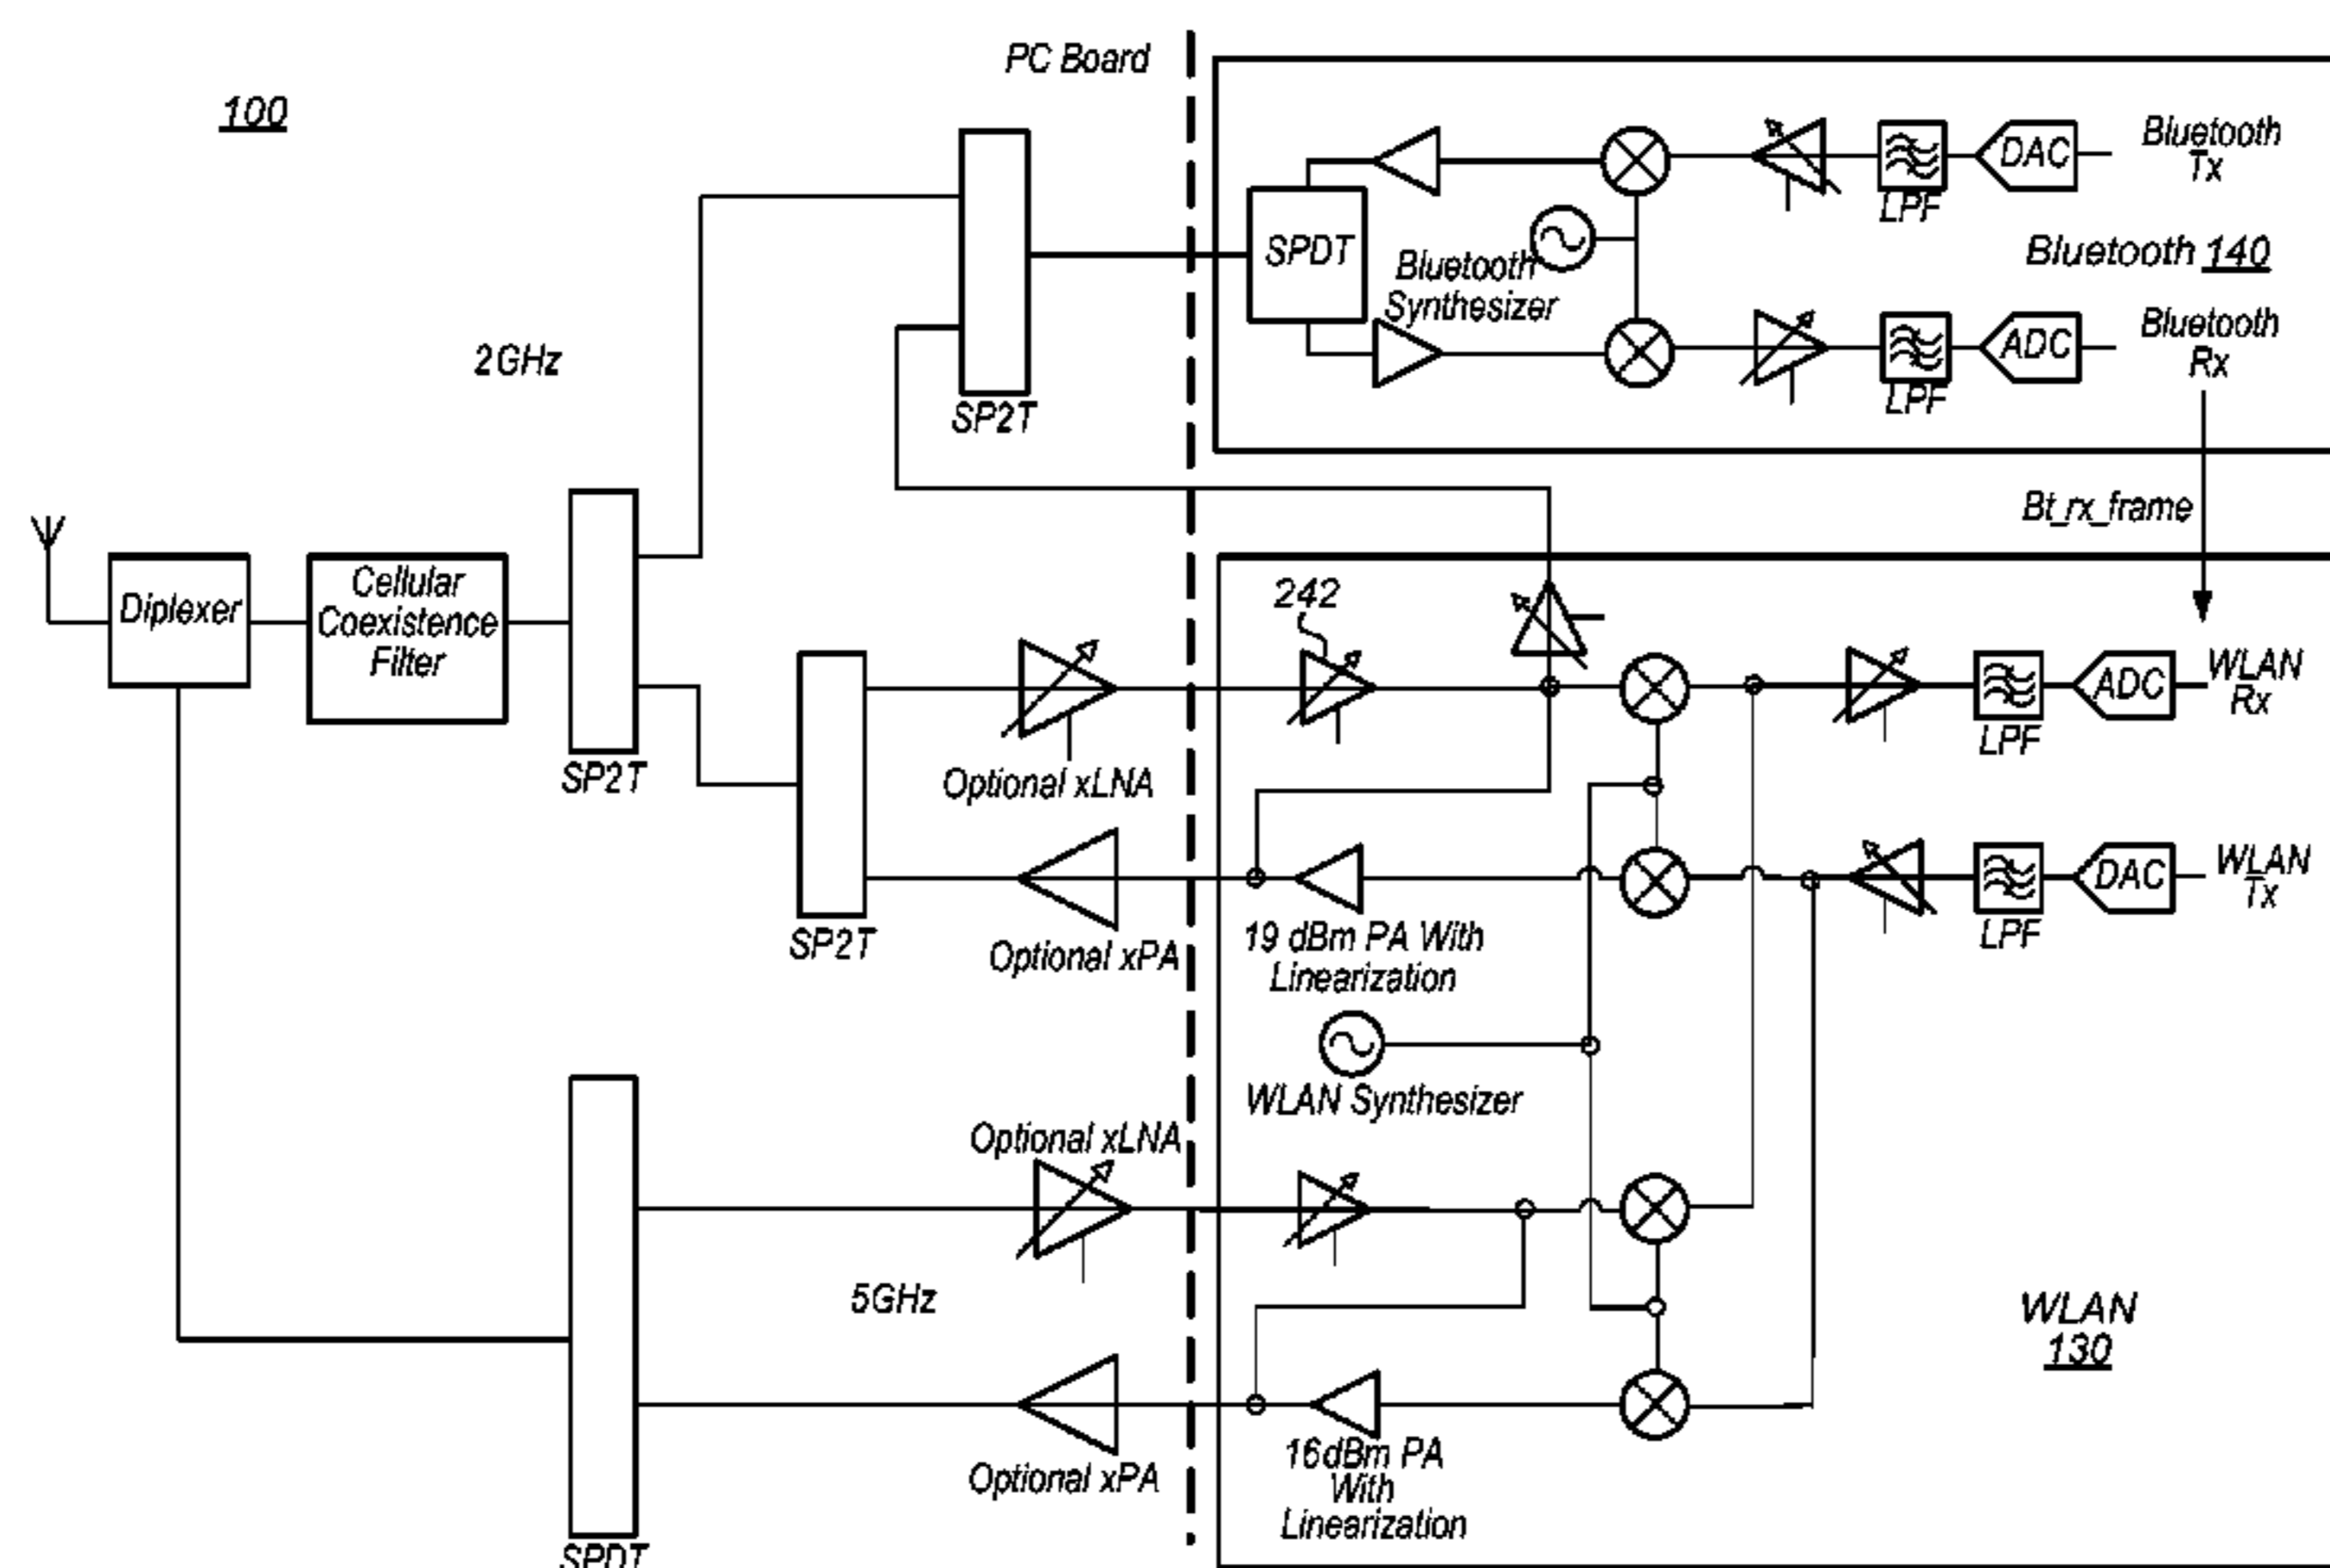 PC Board
100
Bluetooth
Tx
DAC
LPF
SPDT
Bluetooth
Synthesizer
Bluetooth 140
Bluetooth
Rx
ADC
LPF
2GHz
SP2T
Bt_rx_frame
Diplexer
Cellular
Coexistence
Filter
242
SP2T
Optional xLNA
WLAN
Rx
ADC
LPF
WLAN
Tx
DAC
LPF
SP2T
Optional xPA
19 dBm PA With
Linearization
WLAN Synthesizer
Optional xLNA
5GHz
WLAN
130
Optional xPA
16dBm PA
With
Linearization
SPDT